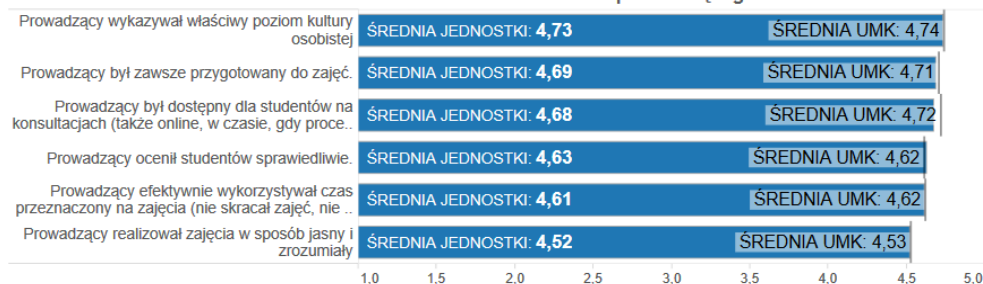 Prowadzący wykazywał właściwy poziom kultury
osobistej
ŚREDNIA JEDNOSTKI: 4,73
ŚREDNIA UMK: 4,74
Prowadzący był zawsze przygotowany do zajęć.
ŚREDNIA JEDNOSTKI: 4,69
ŚREDNIA UMK: 4,71
Prowadzący był dostępny dla studentów na
konsultacjach (także online, w czasie, gdy proce..
ŚREDNIA JEDNOSTKI: 4,68
ŚREDNIA UMK: 4,72
Prowadzący ocenił studentów sprawiedliwie.
ŚREDNIA JEDNOSTKI: 4,63
ŚREDNIA UMK: 4,62
Prowadzący efektywnie wykorzystywał czas
przeznaczony na zajęcia (nie skracał zajęć, nie ..
ŚREDNIA JEDNOSTKI: 4,61
ŚREDNIA UMK: 4,62
Prowadzący realizował zajęcia w sposób jasny i
zrozumiały
ŚREDNIA JEDNOSTKI: 4,52
ŚREDNIA UMK: 4,53
1,0 1,5 2,0 2,5 3,0 3,5 4,0 4,5 5,0